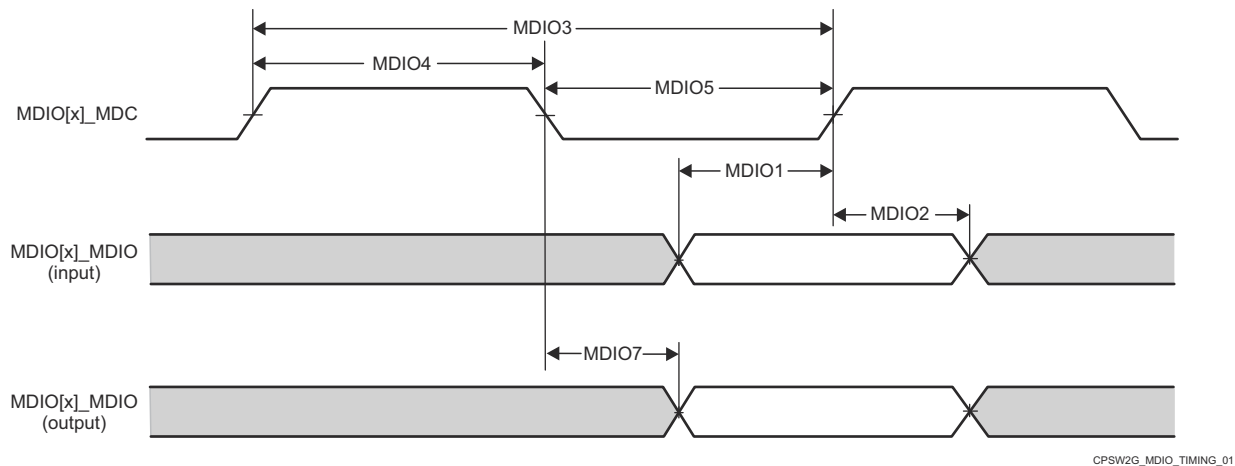 MDIO3
MDIO4
MDIO5
MDIO[x]_MDC
MDIO1
MDIO2
MDIO[x]_MDIO
(input)
MDIO7
MDIO[x]_MDIO
(output)
CPSW2G_MDIO_TIMING_01